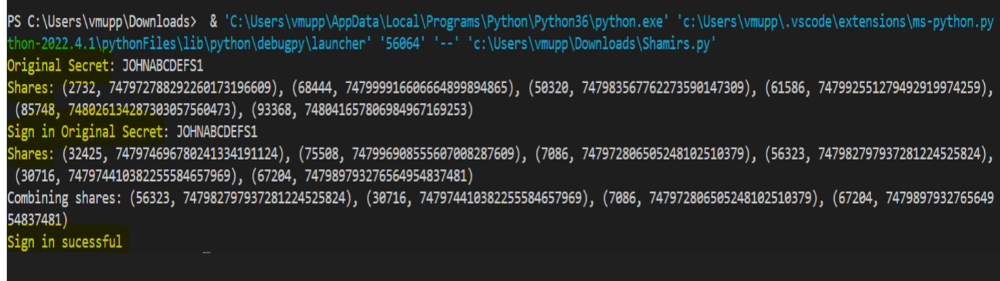 PS C:\Users\vmupp\Downloads>  & 'C:\Users\vmupp\AppData\Local\Programs\Python\Python36\python.exe' 'c:\Users\vmupp\.vscode\extensions\ms-python.py
thon-2022.4.1\pythonFiles\lib\python\debugpy\launcher' '56064' '--' 'c:\Users\vmupp\Downloads\Shamirs.py'
Original Secret: JOHNABCDEFS1
Shares: (2732, 747972788292260173196609), (68444, 747999916606664899894865), (50320, 747983567762273590147309), (61586, 747992551279492919974259),
(85748, 748026134287303057560473), (93368, 748041657806984967169253)
Sign in Original Secret: JOHNABCDEFS1
Shares: (32425, 747974696780241334191124), (75508, 747996908555607008287609), (7086, 747972806505248102510379), (56323, 747982797937281224525824),
(30716, 747974410382255584657969), (67204, 747989793276564954837481)
Combining shares: (56323, 747982797937281224525824), (30716, 747974410382255584657969), (7086, 747972806505248102510379), (67204, 7479897932765649
54837481)
Sign in sucessful